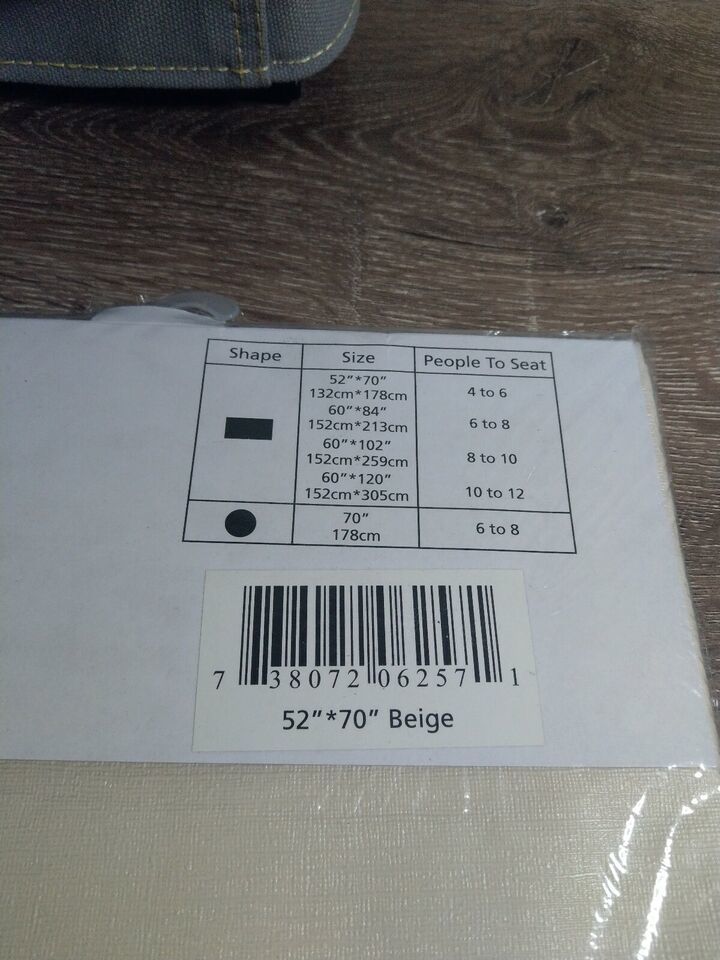 Shape Size People To Seat
52”*70”
132cm*178cm 4 to 6
60”*84”
152cm*213cm 6 to 8
60”*102”
152cm*259cm 8 to 10
60”*120”
152cm*305cm 10 to 12
70”
178cm 6 to 8
7 38072 06257 1
52”*70” Beige